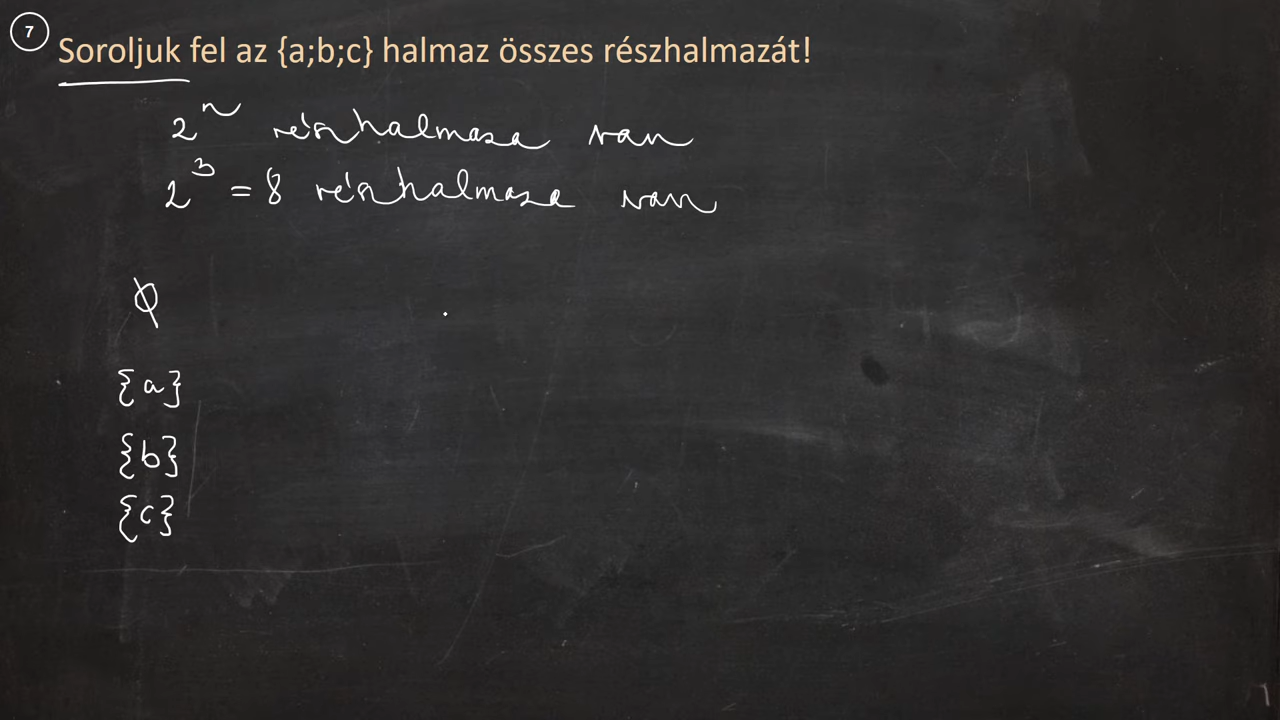 7
Soroljuk fel az {a;b;c} halmaz összes részhalmazát!
2^n részhalmaza van
2^3 = 8 részhalmaza van
∅
{a}
{b}
{c}